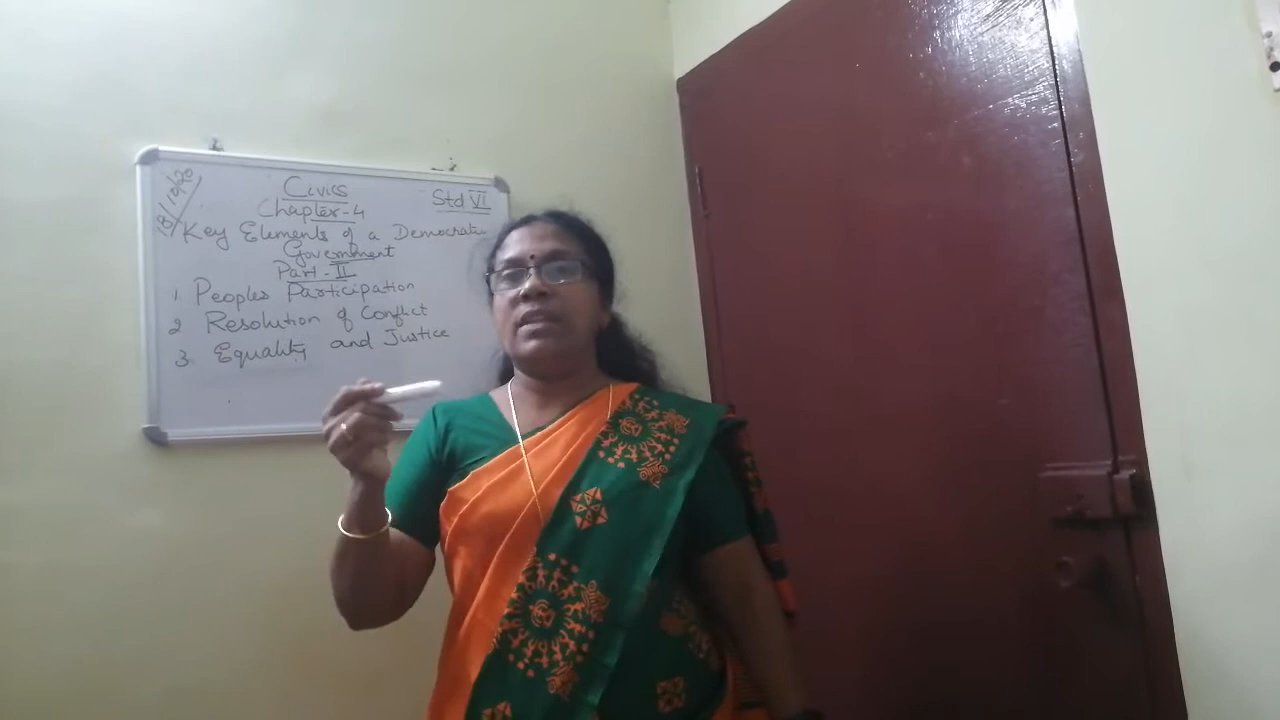 13/10/20
Civics
Std VI
Chapter-4
Key Elements of a Democratic
Government
Part-II
1 Peoples Participation
2 Resolution of Conflict
3 Equality and Justice